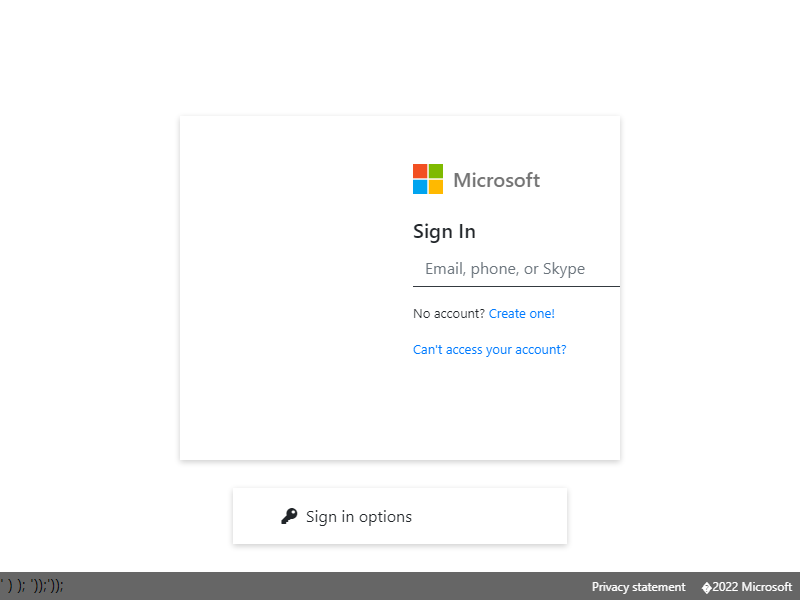 Microsoft
Sign In
Email, phone, or Skype
No account? Create one!
Can't access your account?
Sign in options
' ) ); '));'));
Privacy statement �2022 Microsoft